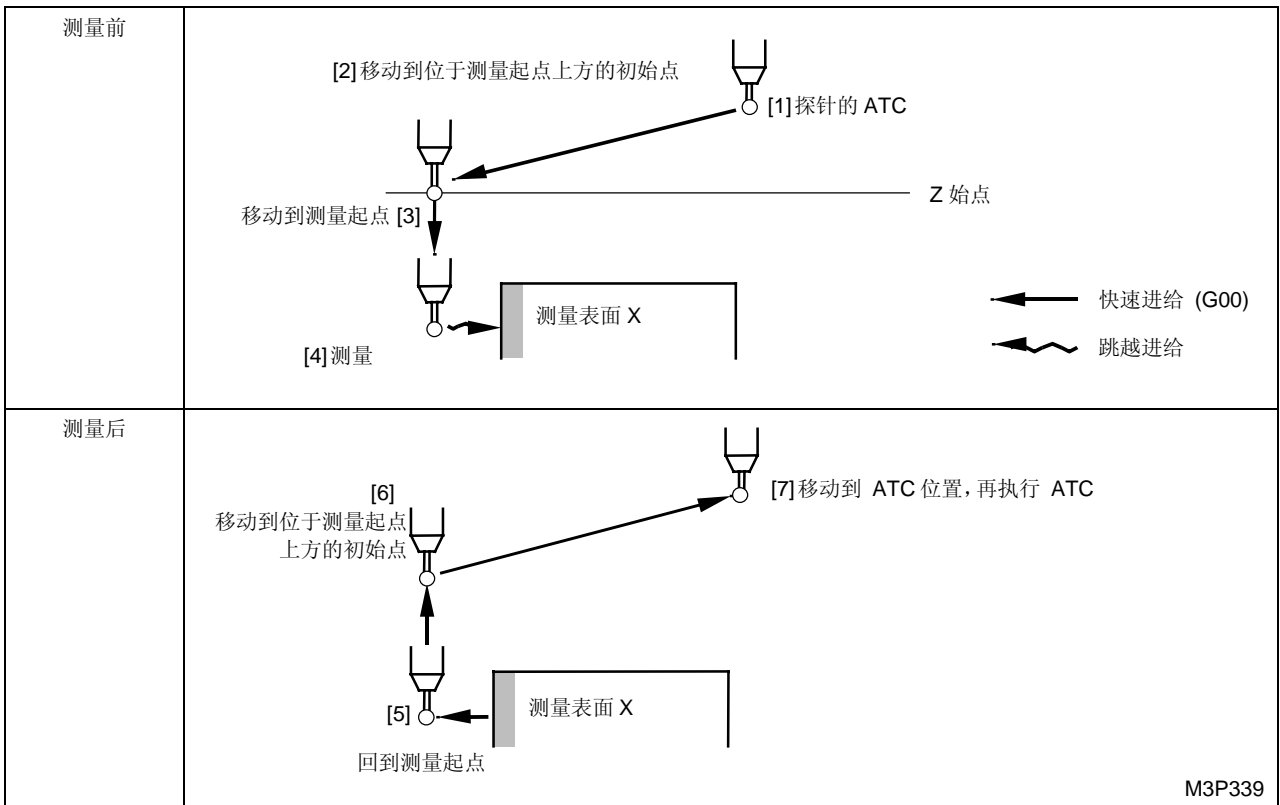 测量前
[2]移动到位于测量起点上方的初始点
[1]探针的 ATC
Z 始点
移动到测量起点 [3]
测量表面 X
[4]测量
快速进给 (G00)
跳越进给
测量后
[7]移动到 ATC 位置，再执行 ATC
[6]
移动到位于测量起点
上方的初始点
测量表面 X
[5]
回到测量起点
M3P339